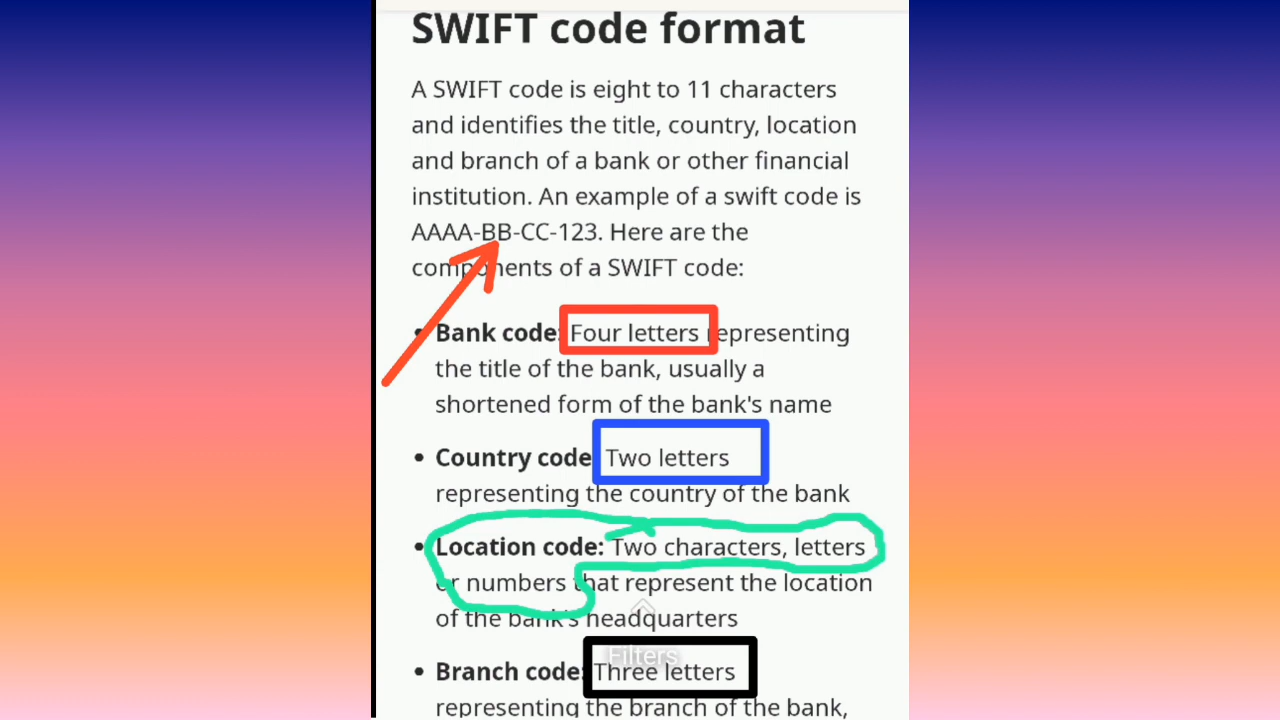 SWIFT code format
A SWIFT code is eight to 11 characters
and identifies the title, country, location
and branch of a bank or other financial
institution. An example of a swift code is
AAAA-BB-CC-123. Here are the
components of a SWIFT code:
• Bank code: Four letters representing
the title of the bank, usually a
shortened form of the bank's name
• Country code: Two letters
representing the country of the bank
• Location code: Two characters, letters
or numbers that represent the location
of the bank's headquarters
Filters
• Branch code: Three letters
representing the branch of the bank,